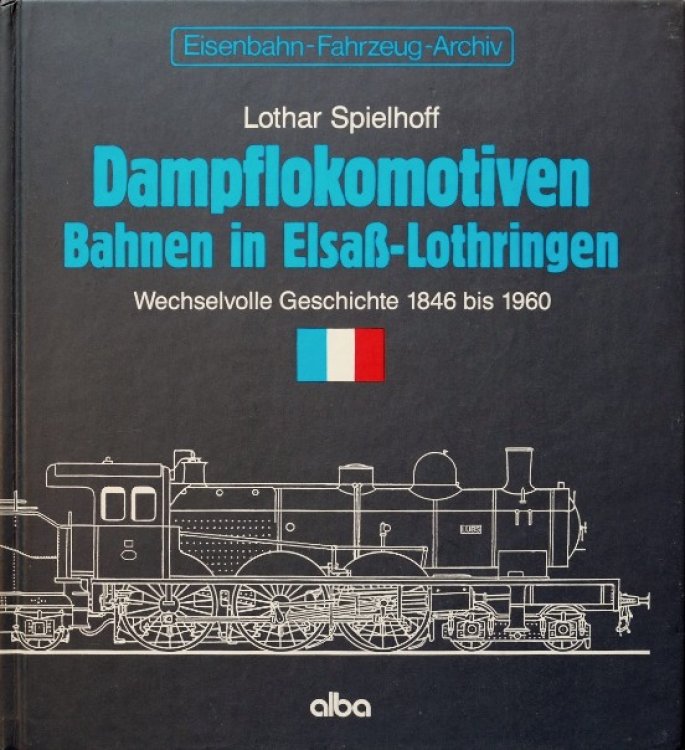 Eisenbahn-Fahrzeug-Archiv
Lothar Spielhoff
Dampflokomotiven
Bahnen in Elsaß-Lothringen
Wechselvolle Geschichte 1846 bis 1960
alba